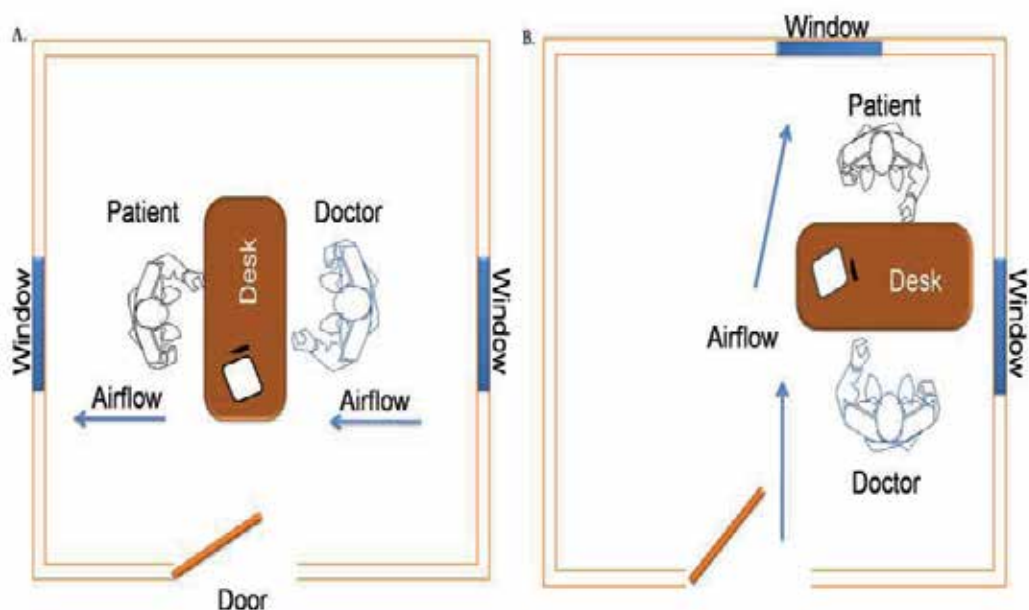 A.
Patient
Doctor
Desk
Window
Window
Airflow
Airflow
Door
B.
Window
Patient
Desk
Window
Airflow
Doctor